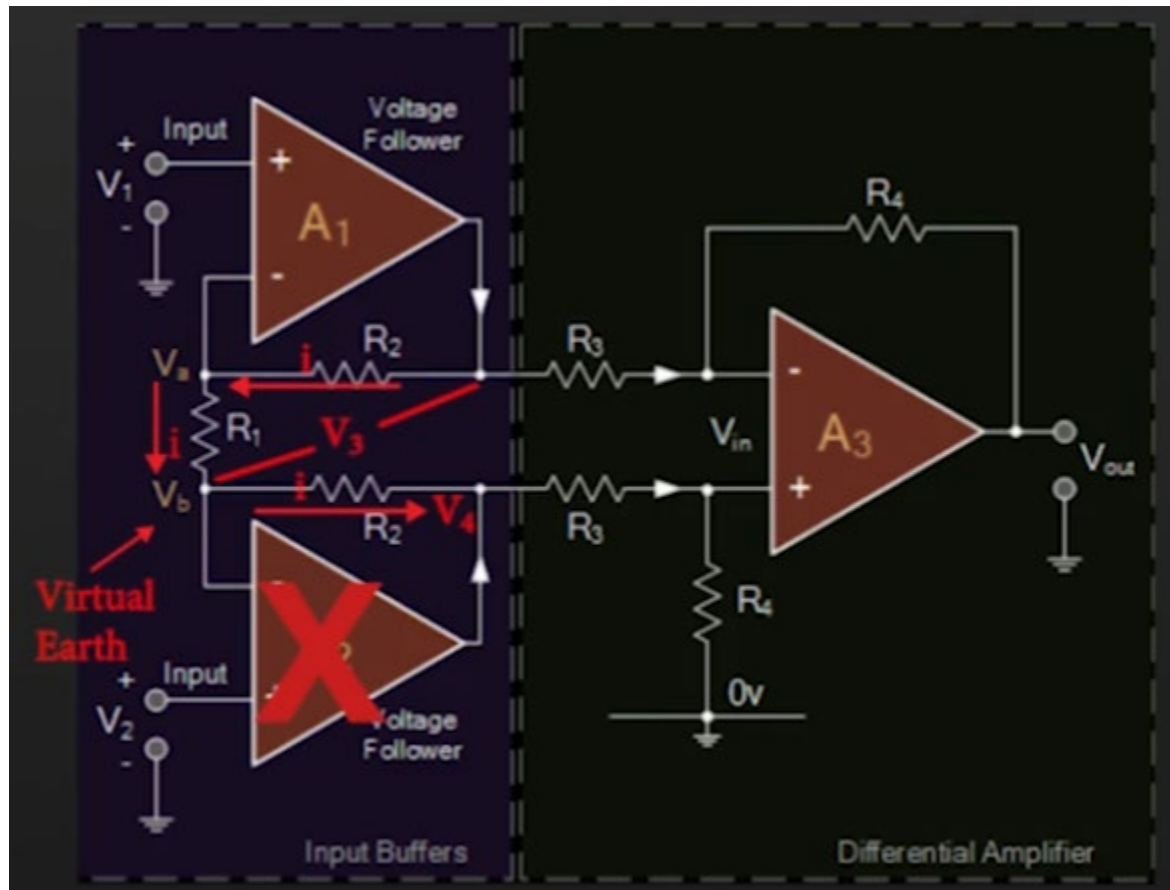 Voltage
Follower
Input
+
V₁
-
+
A₁
-
R₄
Vₐ
i
R₂
R₃
i
R₁
V₃
V_b
i
R₂
V₄
Vin
R₃
-
A₃
+
Vout
Virtual
Earth
X
R₄
Input
+
V₂
-
0v
Voltage
Follower
Input Buffers
Differential Amplifier